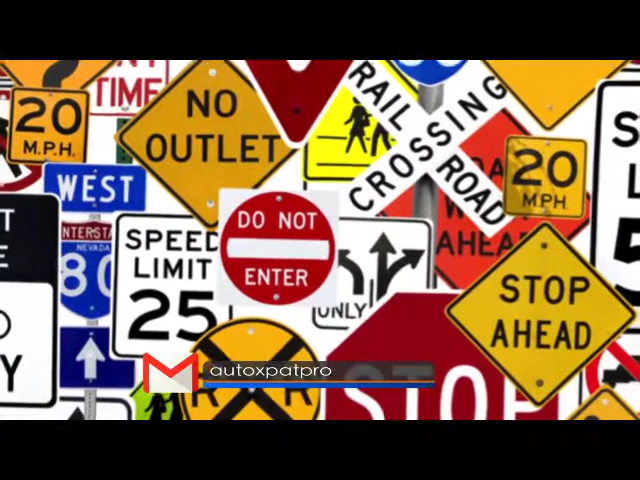 TIME
20
M.P.H.
NO
OUTLET
WEST
INTERSTATE
NEVADA
80
SPEED
LIMIT
25
DO NOT
ENTER
ONLY
RAIL
ROAD
CROSSING
20
M.P.H.
AHEAD
STOP
AHEAD
STOP
R R
autoxpatpro